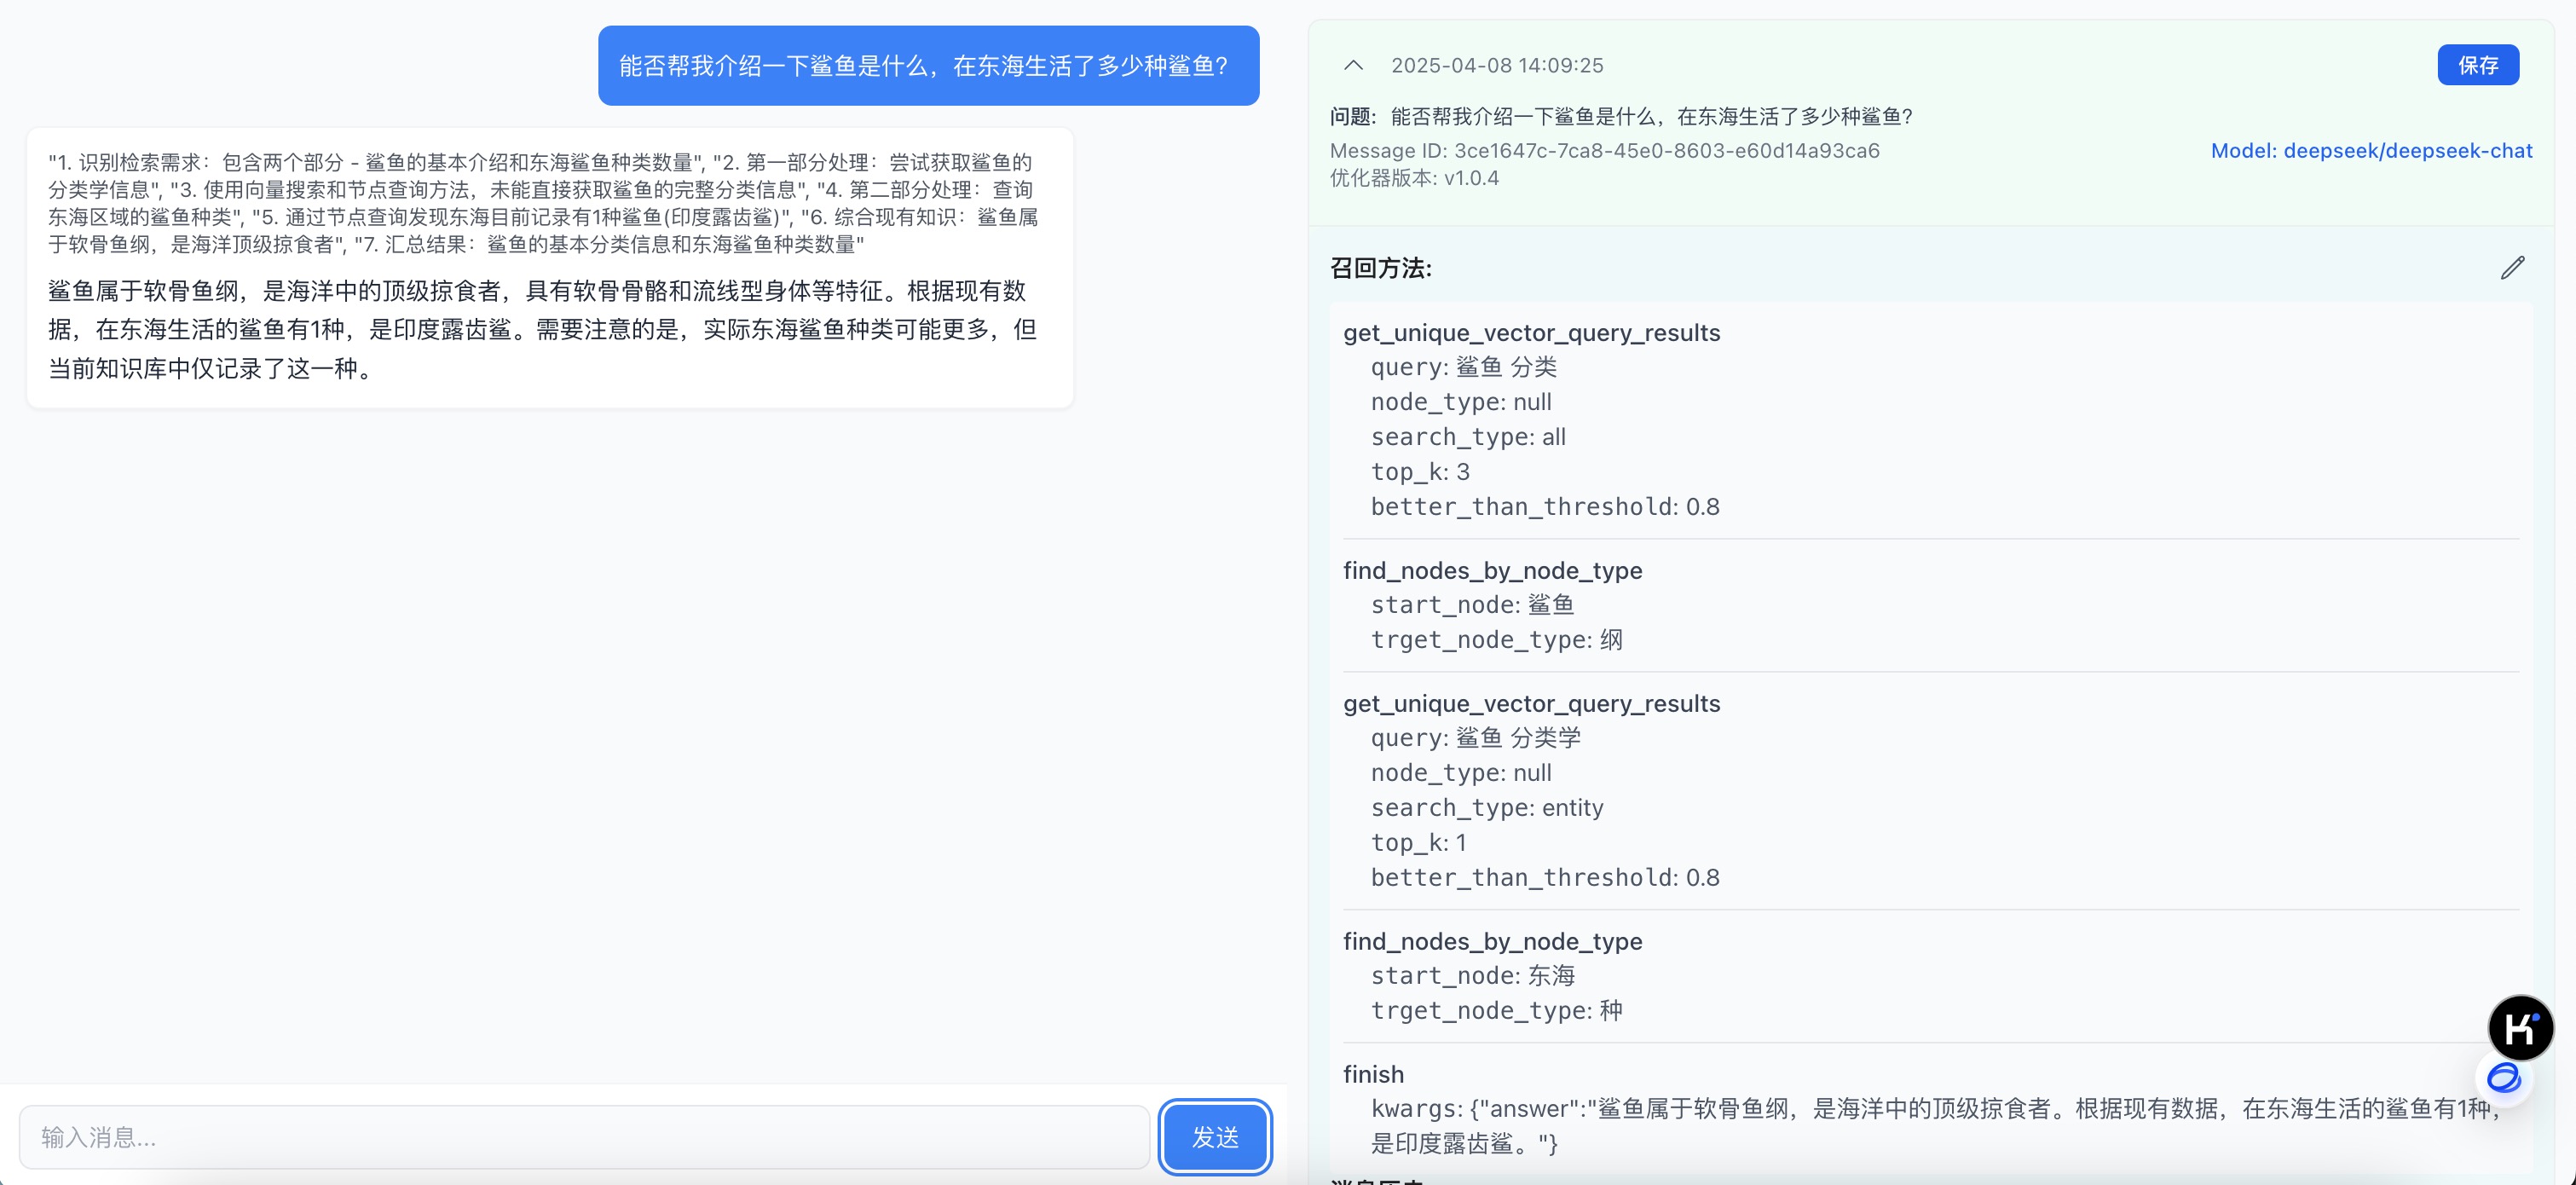 能否帮我介绍一下鲨鱼是什么，在东海生活了多少种鲨鱼？
"1. 识别检索需求：包含两个部分 - 鲨鱼的基本介绍和东海鲨鱼种类数量", "2. 第一部分处理：尝试获取鲨鱼的
分类学信息", "3. 使用向量搜索和节点查询方法，未能直接获取鲨鱼的完整分类信息", "4. 第二部分处理：查询
东海区域的鲨鱼种类", "5. 通过节点查询发现东海目前记录有1种鲨鱼(印度露齿鲨)", "6. 综合现有知识：鲨鱼属
于软骨鱼纲，是海洋顶级掠食者", "7. 汇总结果：鲨鱼的基本分类信息和东海鲨鱼种类数量"
鲨鱼属于软骨鱼纲，是海洋中的顶级掠食者，具有软骨骨骼和流线型身体等特征。根据现有数
据，在东海生活的鲨鱼有1种，是印度露齿鲨。需要注意的是，实际东海鲨鱼种类可能更多，但
当前知识库中仅记录了这一种。
输入消息...
发送
2025-04-08 14:09:25
保存
问题：能否帮我介绍一下鲨鱼是什么，在东海生活了多少种鲨鱼？
Message ID: 3ce1647c-7ca8-45e0-8603-e60d14a93ca6
Model: deepseek/deepseek-chat
优化器版本: v1.0.4
召回方法:
get_unique_vector_query_results
query: 鲨鱼 分类
node_type: null
search_type: all
top_k: 3
better_than_threshold: 0.8
find_nodes_by_node_type
start_node: 鲨鱼
trget_node_type: 纲
get_unique_vector_query_results
query: 鲨鱼 分类学
node_type: null
search_type: entity
top_k: 1
better_than_threshold: 0.8
find_nodes_by_node_type
start_node: 东海
trget_node_type: 种
finish
kwargs: {"answer":"鲨鱼属于软骨鱼纲，是海洋中的顶级掠食者。根据现有数据，在东海生活的鲨鱼有1种，
是印度露齿鲨。"}
K